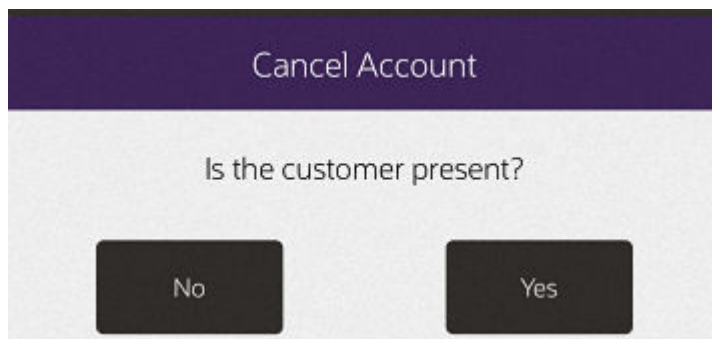 Cancel Account
Is the customer present?
No
Yes